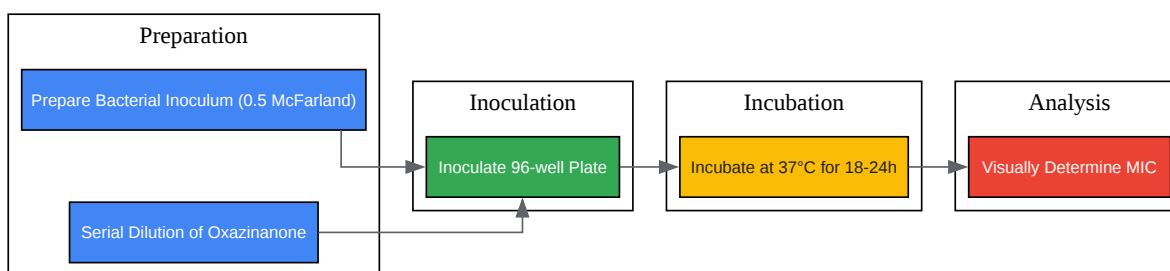 Preparation
Prepare Bacterial Inoculum (0.5 McFarland)
Serial Dilution of Oxazinanone
Inoculation
Inoculate 96-well Plate
Incubation
Incubate at 37°C for 18-24h
Analysis
Visually Determine MIC